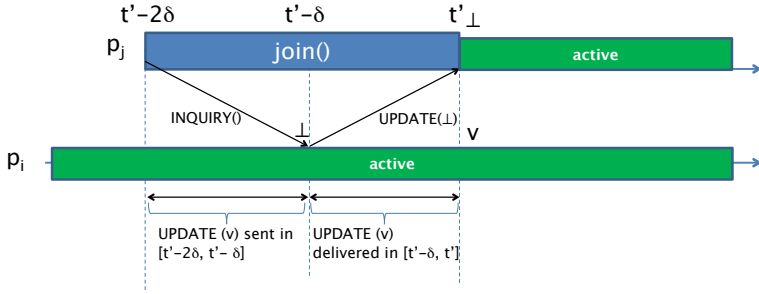 t’−2δ t’−δ t’⊥
pj join() active
INQUIRY() ⊥ UPDATE(⊥) v
pi active
UPDATE (v) sent in
[t’−2δ, t’− δ]
UPDATE (v)
delivered in [t’−δ, t’]